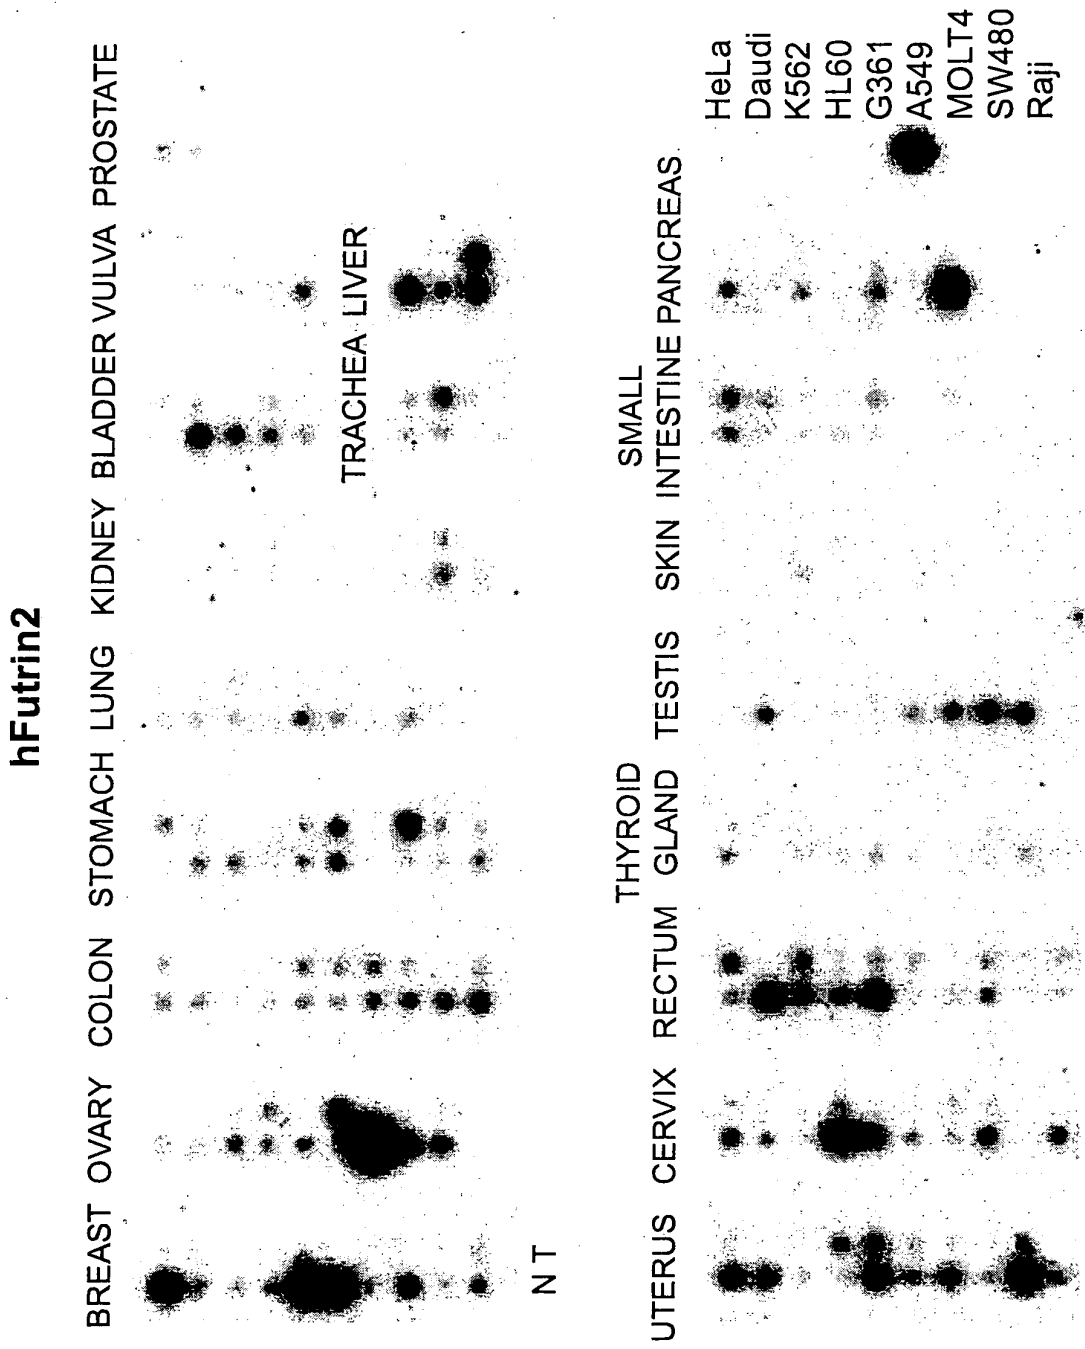 hFutrin2
BREAST OVARY COLON STOMACH LUNG KIDNEY BLADDER VULVA PROSTATE
TRACHEA LIVER
N T
THYROID SMALL
UTERUS CERVIX RECTUM GLAND TESTIS SKIN INTESTINE PANCREAS
HeLa
Daudi
K562
HL60
G361
A549
MOLT4
SW480
Raji